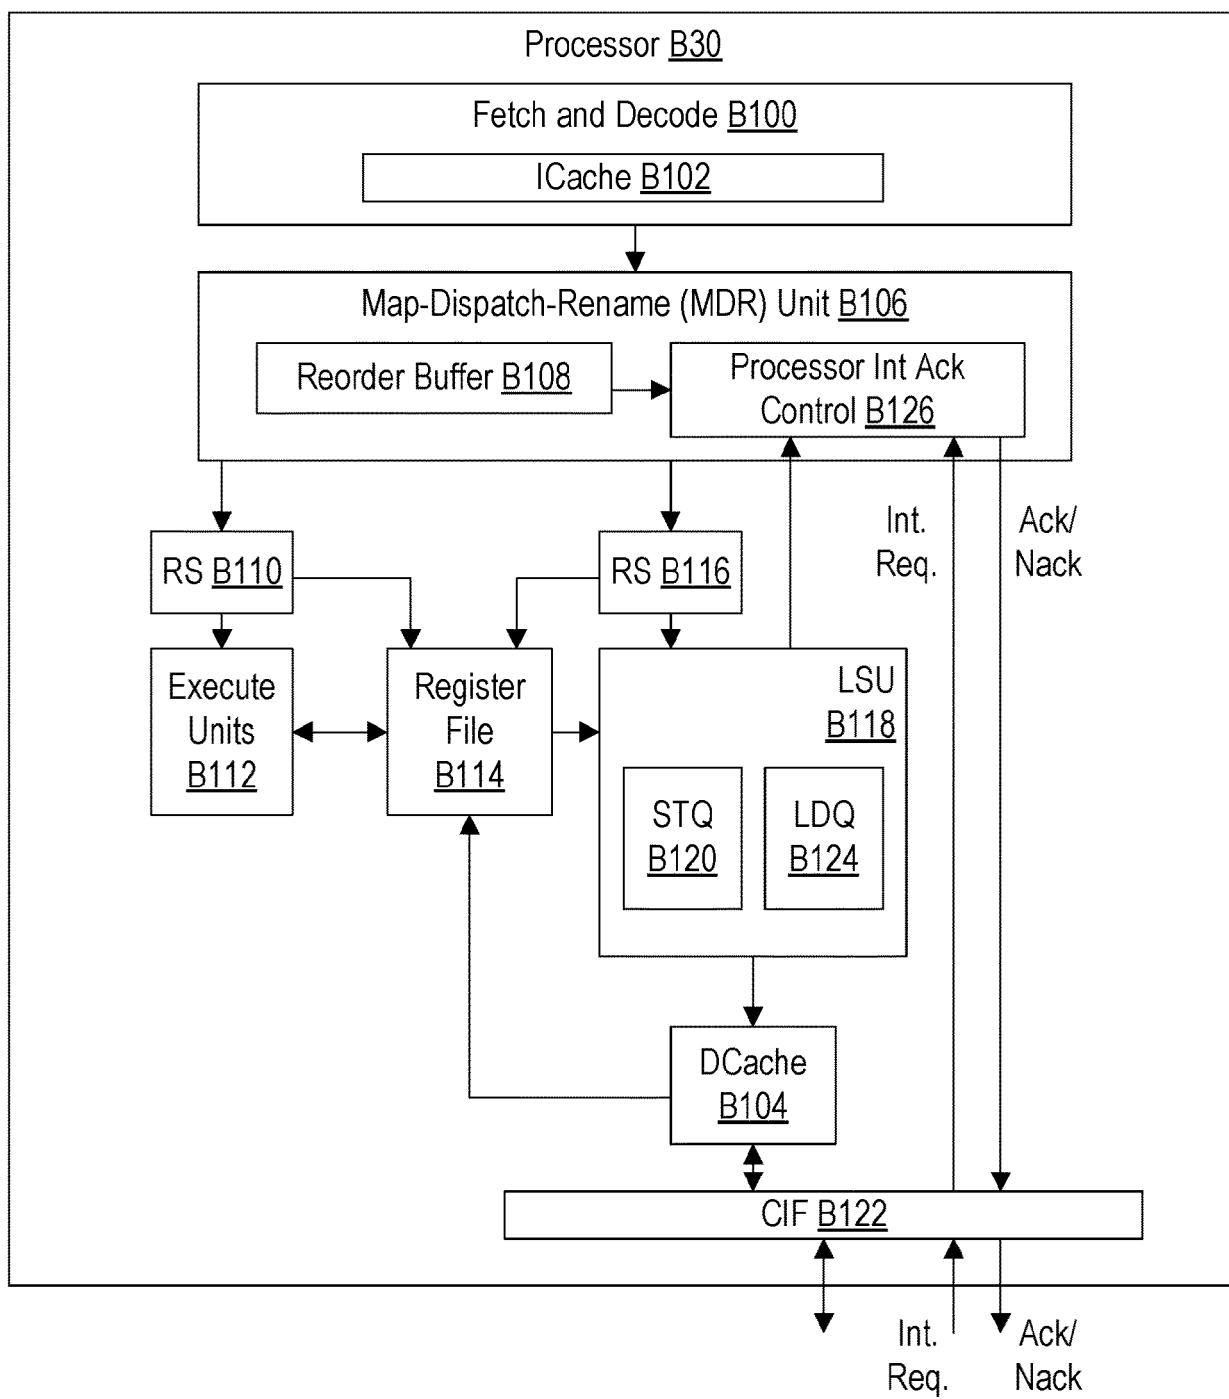 Processor B30
Fetch and Decode B100
ICache B102
Map-Dispatch-Rename (MDR) Unit B106
Reorder Buffer B108
Processor Int Ack
Control B126
Int.
Req.
Ack/
Nack
RS B110
RS B116
Execute
Units
B112
Register
File
B114
LSU
B118
STQ
B120
LDQ
B124
DCache
B104
CIF B122
Int.
Req.
Ack/
Nack